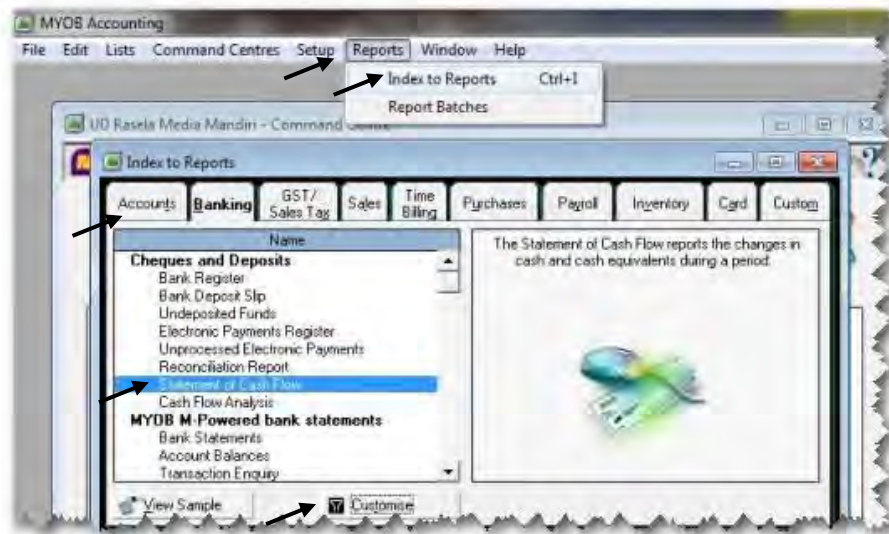 MYOB Accounting
File Edit Lists Command Centres Setup Reports Window Help
Index to Reports Ctrl+I
Report Batches
UD Rasela Media Mandiri - Command Centre
Index to Reports
Accounts Banking GST/ Sales Tax Sales Time Billing Purchases Payroll Inventory Card Custom
Name
Cheques and Deposits
Bank Register
Bank Deposit Slip
Undeposited Funds
Electronic Payments Register
Unprocessed Electronic Payments
Reconciliation Report
Statement of Cash Flow
Cash Flow Analysis
MYOB M-Powered bank statements
Bank Statements
Account Balances
Transaction Enquiry
The Statement of Cash Flow reports the changes in
cash and cash equivalents during a period.
View Sample Customise